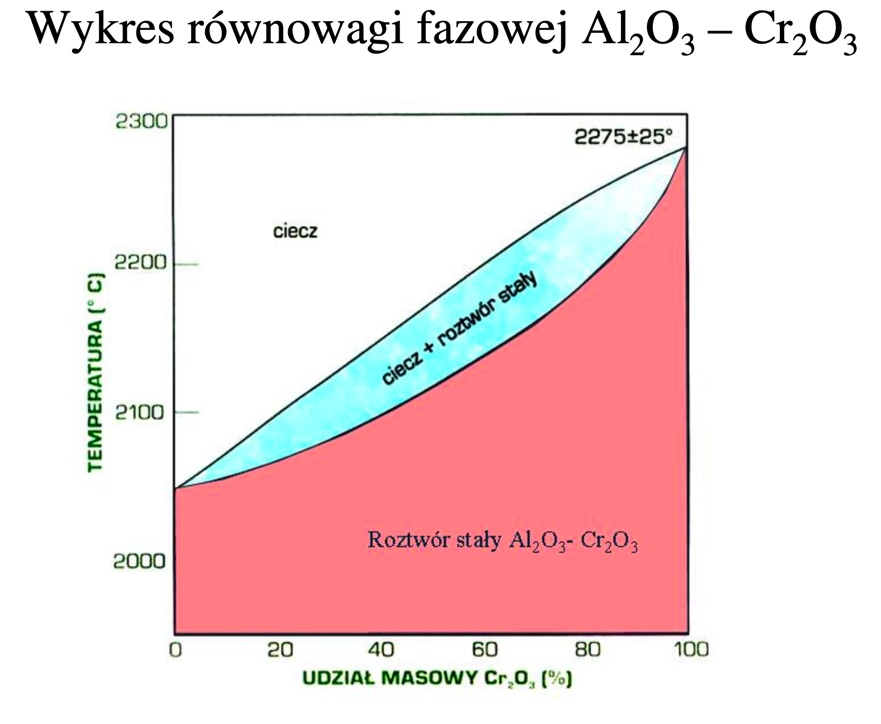 Wykres równowagi fazowej Al₂O₃ – Cr₂O₃
2300
2275±25°
ciecz
2200
ciecz + roztwór stały
TEMPERATURA (° C)
2100
Roztwór stały Al₂O₃- Cr₂O₃
2000
0 20 40 60 80 100
UDZIAŁ MASOWY Cr₂O₃ (%)